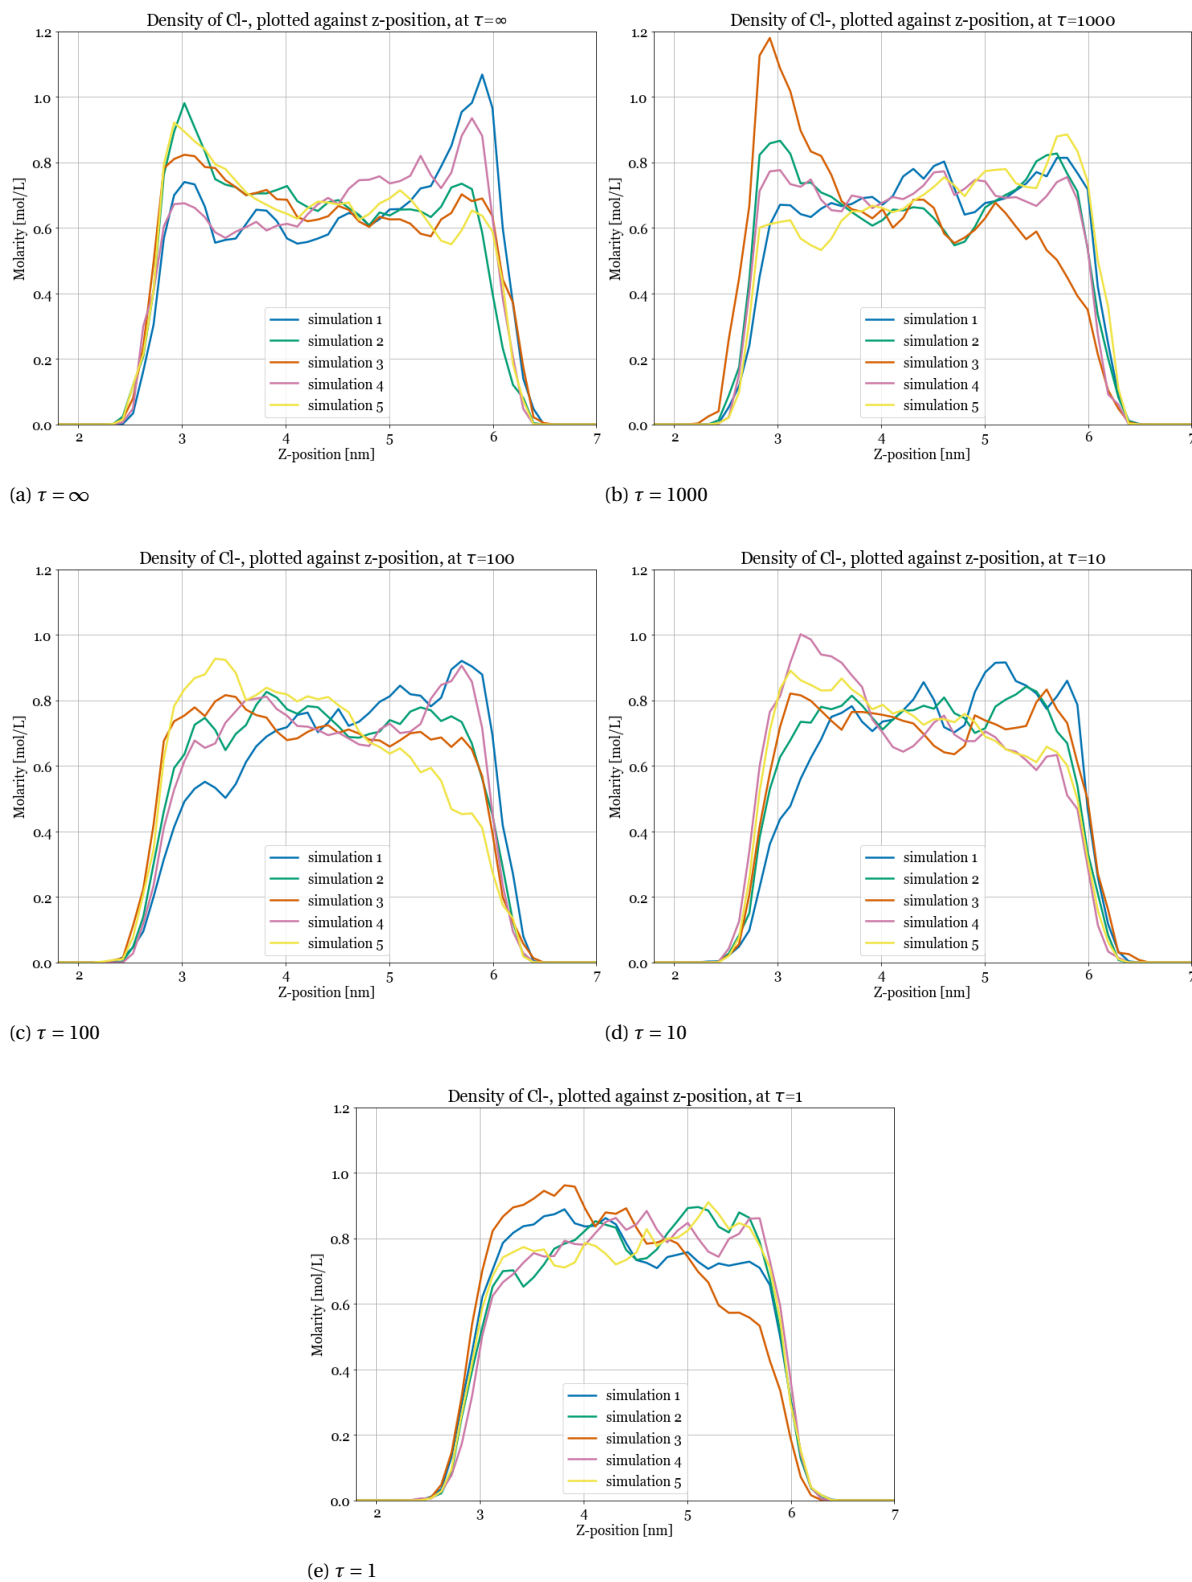 Density of Cl-, plotted against z-position, at τ=∞
1.2
1.0
0.8
0.6
0.4
0.2
0.0
Molarity [mol/L]
simulation 1
simulation 2
simulation 3
simulation 4
simulation 5
2 3 4 5 6 7
Z-position [nm]
(a) τ = ∞
Density of Cl-, plotted against z-position, at τ=1000
1.2
1.0
0.8
0.6
0.4
0.2
0.0
Molarity [mol/L]
simulation 1
simulation 2
simulation 3
simulation 4
simulation 5
2 3 4 5 6 7
Z-position [nm]
(b) τ = 1000
Density of Cl-, plotted against z-position, at τ=100
1.2
1.0
0.8
0.6
0.4
0.2
0.0
Molarity [mol/L]
simulation 1
simulation 2
simulation 3
simulation 4
simulation 5
2 3 4 5 6 7
Z-position [nm]
(c) τ = 100
Density of Cl-, plotted against z-position, at τ=10
1.2
1.0
0.8
0.6
0.4
0.2
0.0
Molarity [mol/L]
simulation 1
simulation 2
simulation 3
simulation 4
simulation 5
2 3 4 5 6 7
Z-position [nm]
(d) τ = 10
Density of Cl-, plotted against z-position, at τ=1
1.2
1.0
0.8
0.6
0.4
0.2
0.0
Molarity [mol/L]
simulation 1
simulation 2
simulation 3
simulation 4
simulation 5
2 3 4 5 6 7
Z-position [nm]
(e) τ = 1